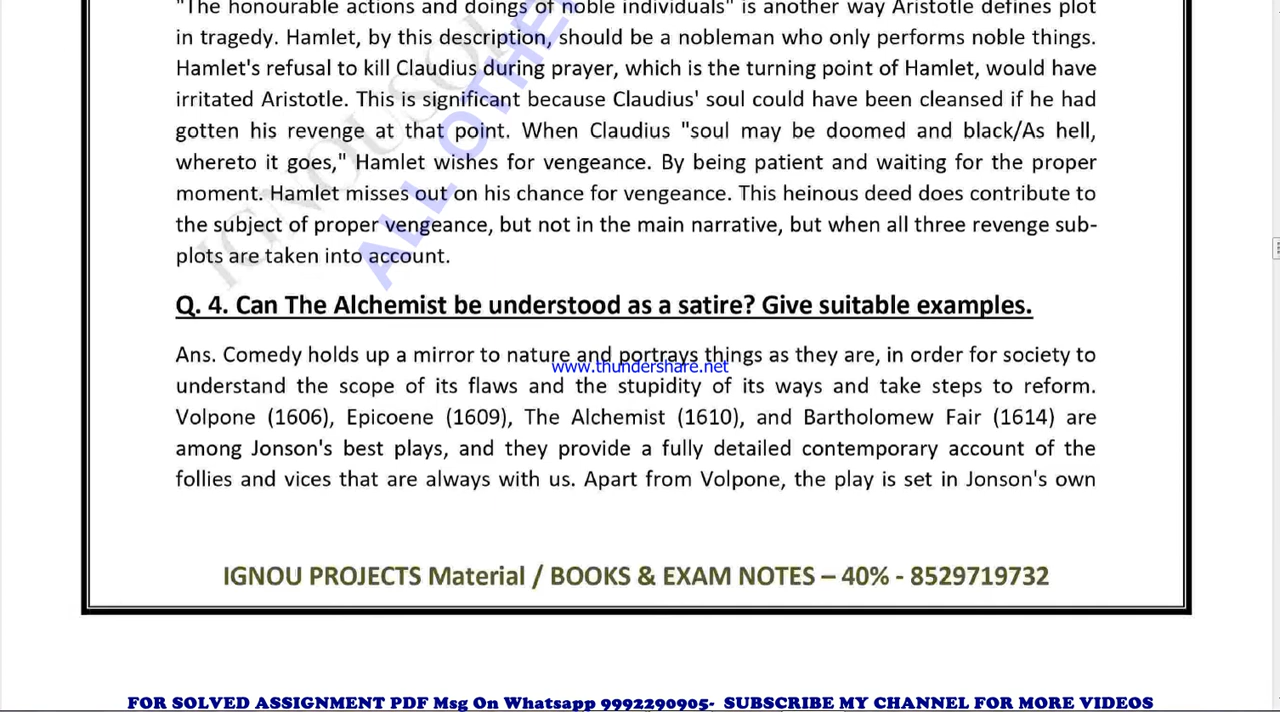 "The honourable actions and doings of noble individuals" is another way Aristotle defines plot
in tragedy. Hamlet, by this description, should be a nobleman who only performs noble things.
Hamlet's refusal to kill Claudius during prayer, which is the turning point of Hamlet, would have
irritated Aristotle. This is significant because Claudius' soul could have been cleansed if he had
gotten his revenge at that point. When Claudius "soul may be doomed and black/As hell,
whereto it goes," Hamlet wishes for vengeance. By being patient and waiting for the proper
moment. Hamlet misses out on his chance for vengeance. This heinous deed does contribute to
the subject of proper vengeance, but not in the main narrative, but when all three revenge sub-
plots are taken into account.
Q. 4. Can The Alchemist be understood as a satire? Give suitable examples.
Ans. Comedy holds up a mirror to nature and portrays things as they are, in order for society to
www.thundershare.net
understand the scope of its flaws and the stupidity of its ways and take steps to reform.
Volpone (1606), Epicoene (1609), The Alchemist (1610), and Bartholomew Fair (1614) are
among Jonson's best plays, and they provide a fully detailed contemporary account of the
follies and vices that are always with us. Apart from Volpone, the play is set in Jonson's own
IGNOU PROJECTS Material / BOOKS & EXAM NOTES – 40% - 8529719732
FOR SOLVED ASSIGNMENT PDF Msg On Whatsapp 9992290905- SUBSCRIBE MY CHANNEL FOR MORE VIDEOS